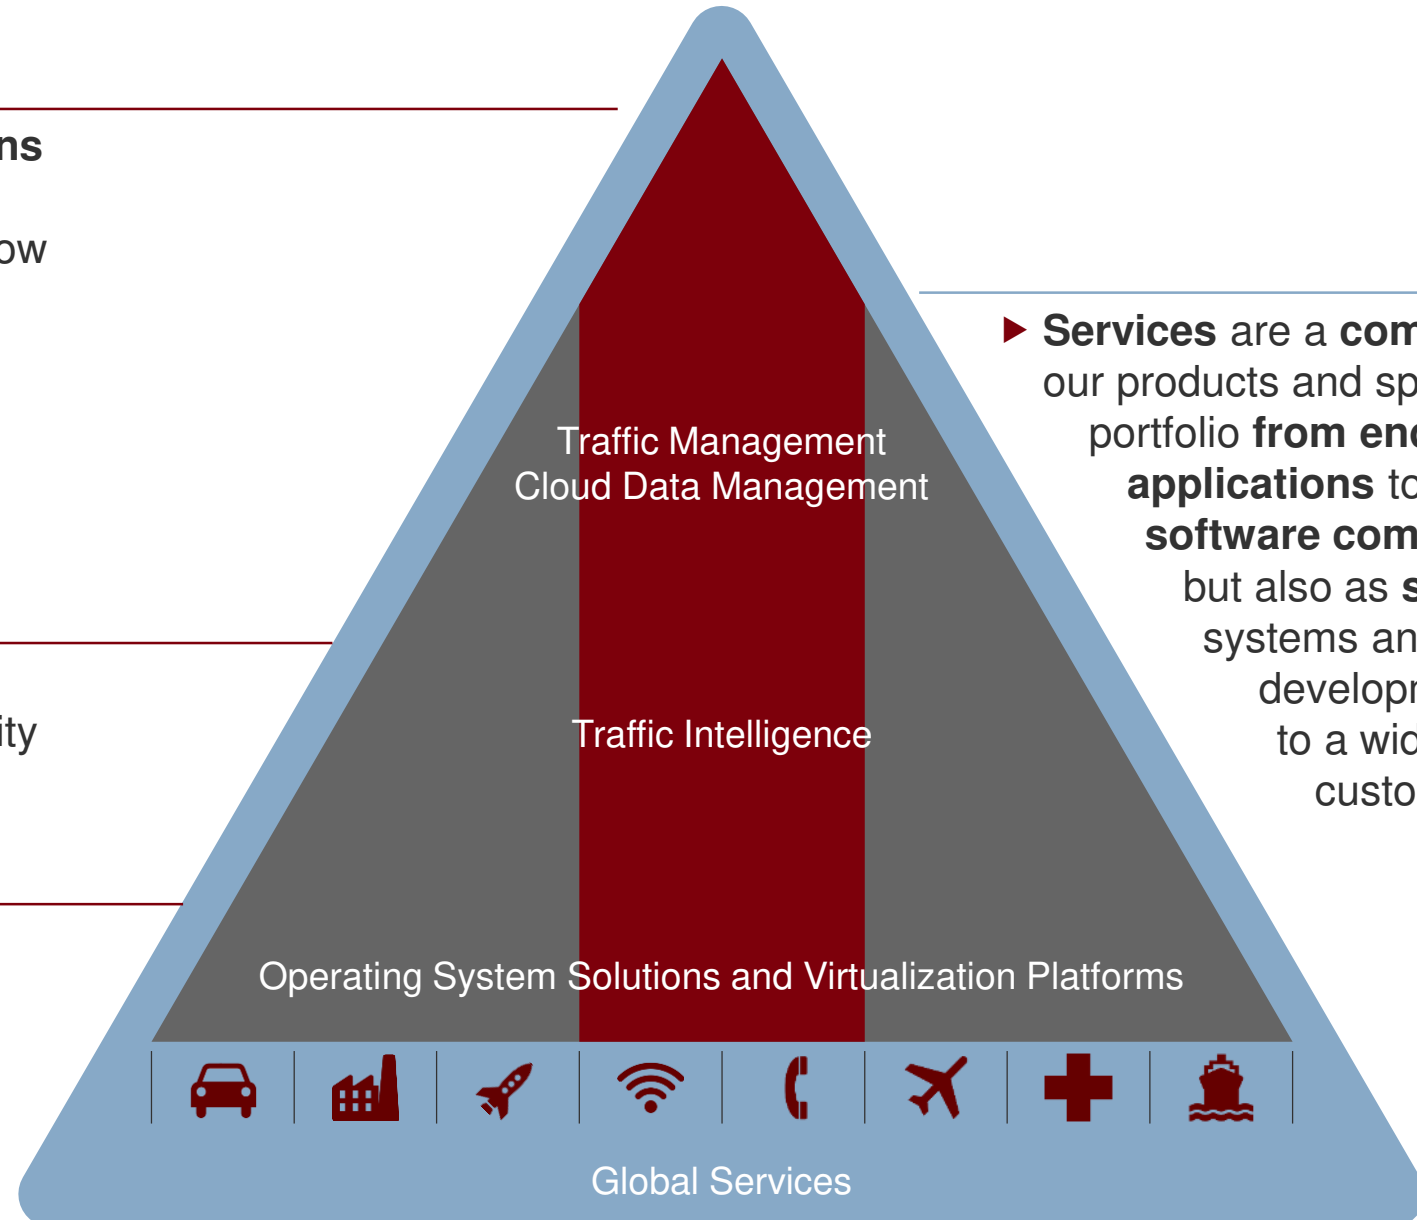 ns
ow
ity
Traffic Management
Cloud Data Management
Traffic Intelligence
Operating System Solutions and Virtualization Platforms
Global Services
Services are a com
our products and sp
portfolio from end
applications to
software com
but also as s
systems an
develop
to a wid
custo